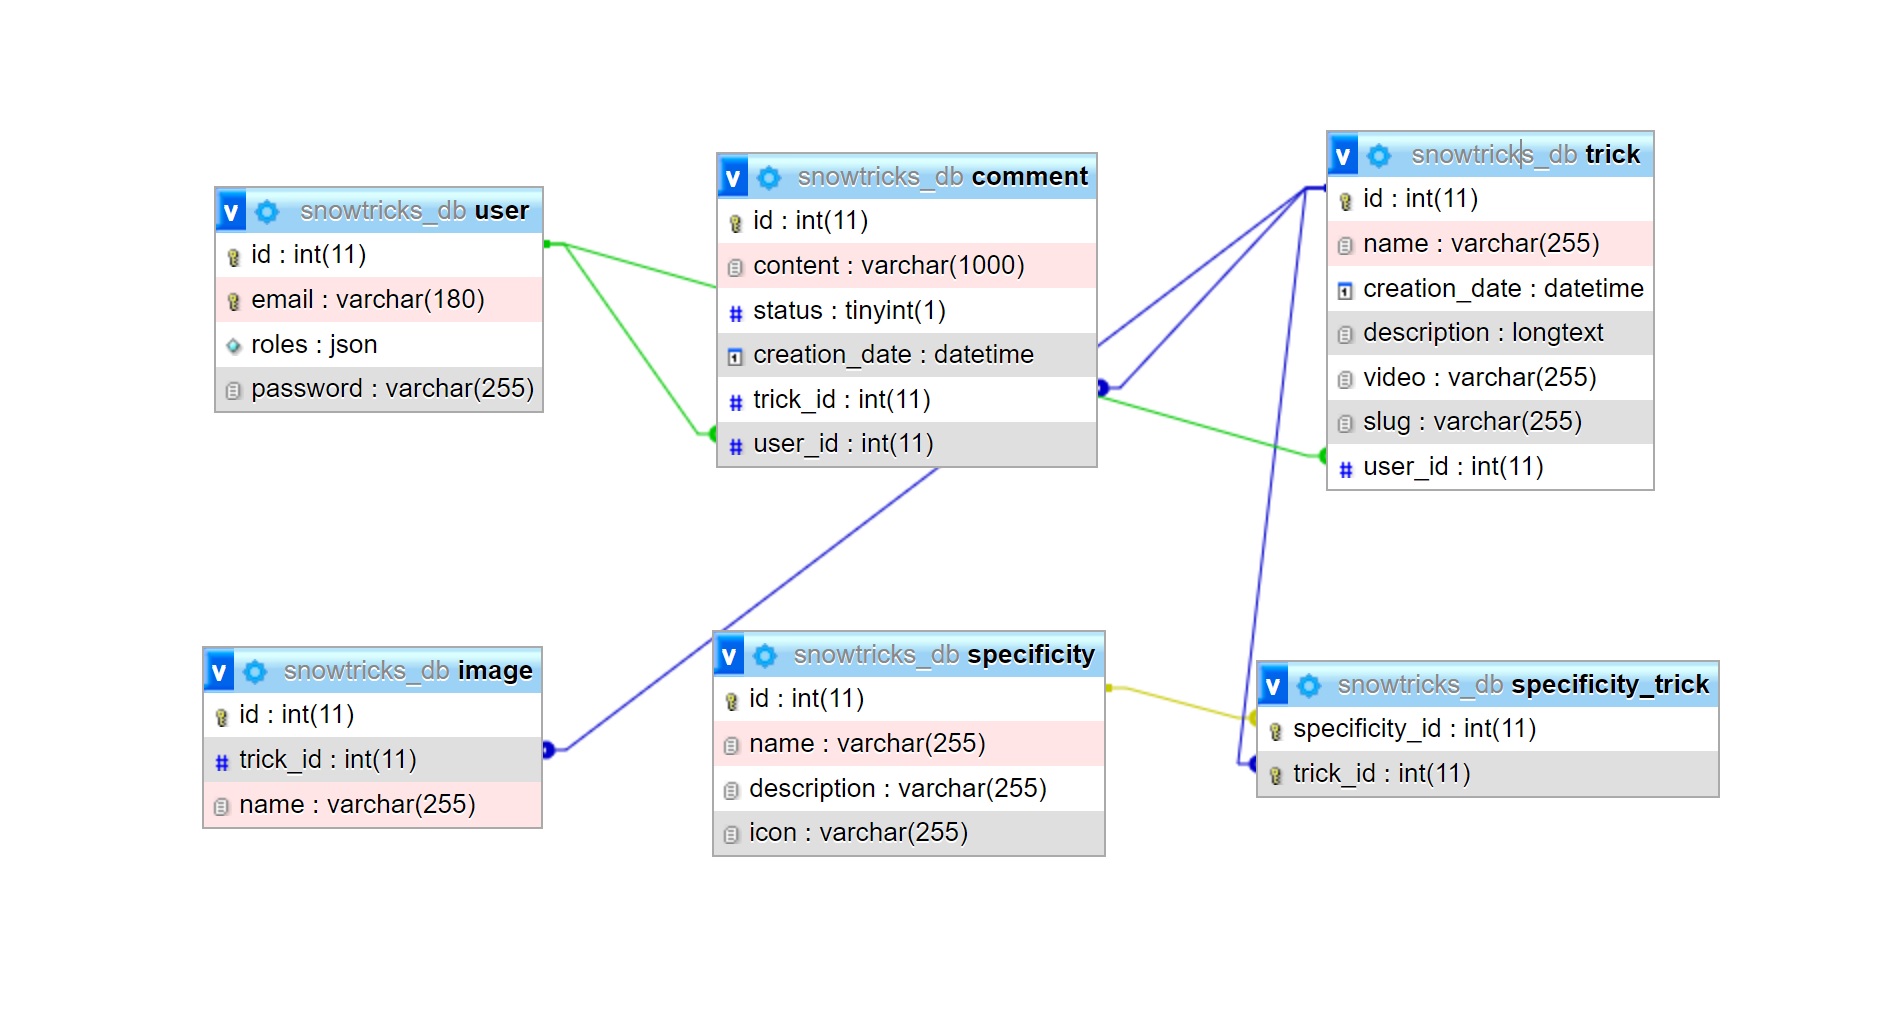 snowtricks_db user
id : int(11)
email : varchar(180)
roles : json
password : varchar(255)
snowtricks_db comment
id : int(11)
content : varchar(1000)
status : tinyint(1)
creation_date : datetime
trick_id : int(11)
user_id : int(11)
snowtricks_db trick
id : int(11)
name : varchar(255)
creation_date : datetime
description : longtext
video : varchar(255)
slug : varchar(255)
user_id : int(11)
snowtricks_db image
id : int(11)
trick_id : int(11)
name : varchar(255)
snowtricks_db specificity
id : int(11)
name : varchar(255)
description : varchar(255)
icon : varchar(255)
snowtricks_db specificity_trick
specificity_id : int(11)
trick_id : int(11)